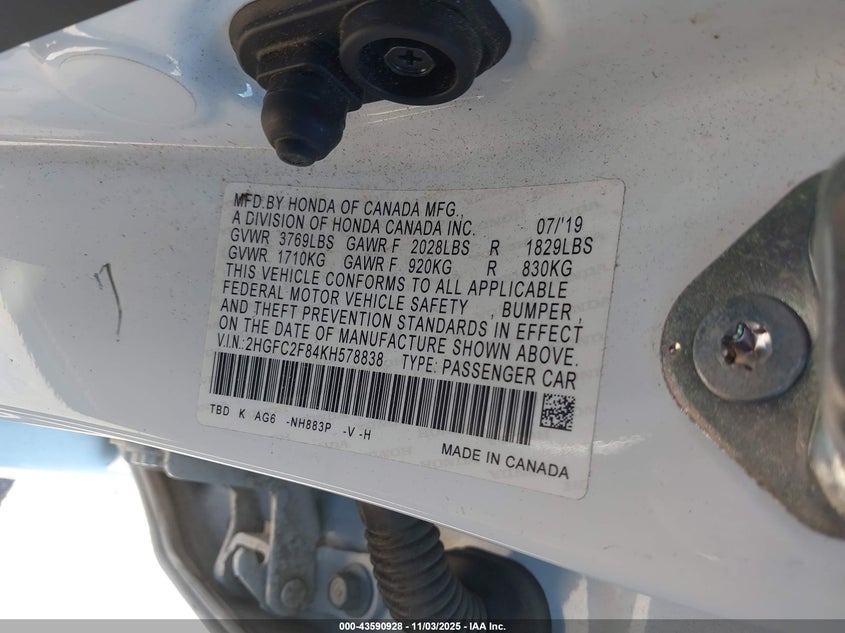 MFD.BY HONDA OF CANADA MFG.,
A DIVISION OF HONDA CANADA INC. 07/'19
GVWR 3769LBS GAWR F 2028LBS R 1829LBS
GVWR 1710KG GAWR F 920KG R 830KG
THIS VEHICLE CONFORMS TO ALL APPLICABLE
FEDERAL MOTOR VEHICLE SAFETY , BUMPER ,
AND THEFT PREVENTION STANDARDS IN EFFECT
ON THE DATE OF MANUFACTURE SHOWN ABOVE.
V.I.N.:2HGFC2F84KH578838 TYPE: PASSENGER CAR
TBD K AG6 -NH883P -V -H
MADE IN CANADA
000-43590928 - 11/03/2025 - IAA Inc.